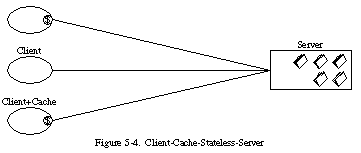 Server
Client
Client+Cache
Figure 5-4. Client-Cache-Stateless-Server